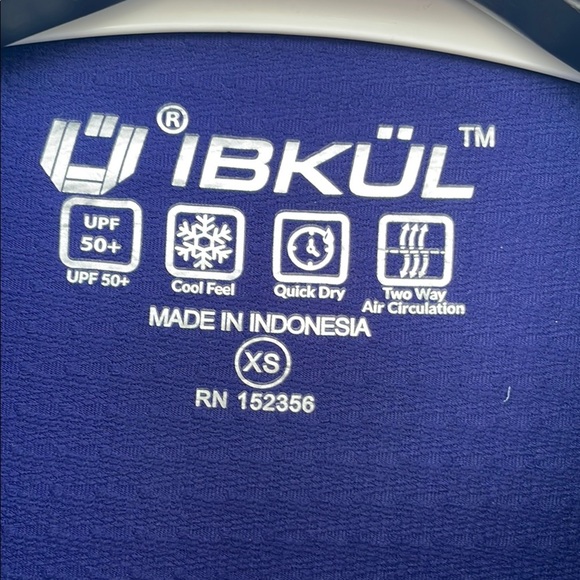 ® IBKÜL™
UPF 50+
UPF 50+ Cool Feel Quick Dry Two Way Air Circulation
MADE IN INDONESIA
XS
RN 152356